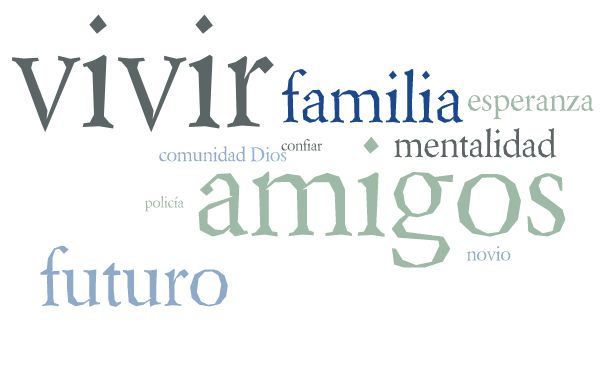 vivir
familia
esperanza
confiar
mentalidad
comunidad Dios
amigos
policía
novio
futuro